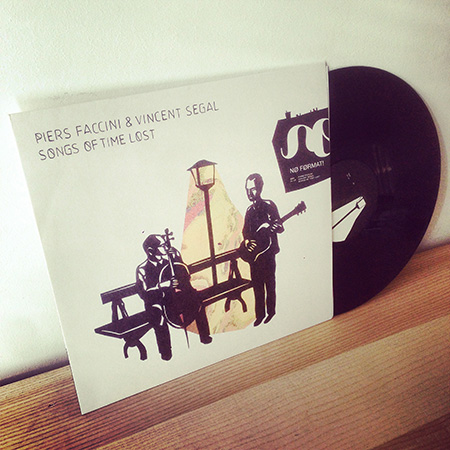 PIERS FACCINI & VINCENT SEGAL
SONGS OF TIME LOST
NØ FØRMAT!